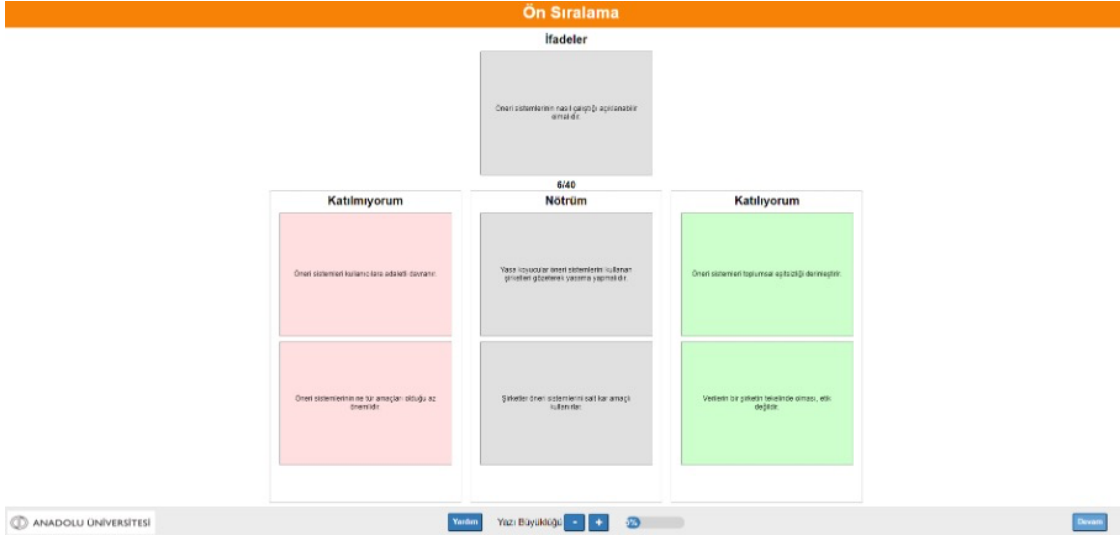 Ön Sıralama
İfadeler
Öneri sistemlerinin nasıl çalıştığı açıklanabilir
olmalıdır.
6/40
Katılmıyorum
Nötrüm
Katılıyorum
Öneri sistemleri kullanıcılara adaletli davranır.
Yasa koyucular öneri sistemlerini kullanan
şirketleri gözeterek yasama yapmalıdır.
Öneri sistemleri toplumsal eşitsizliği derinleştirir.
Öneri sistemlerinin ne tür amaçları olduğu az
önemlidir.
Şirketler öneri sistemlerini salt kar amaçlı
kullanırlar.
Verilerin bir şirketin tekelinde olması, etik
değildir.
ANADOLU ÜNİVERSİTESİ
Yardım
Yazı Büyüklüğü
-
+
Devam